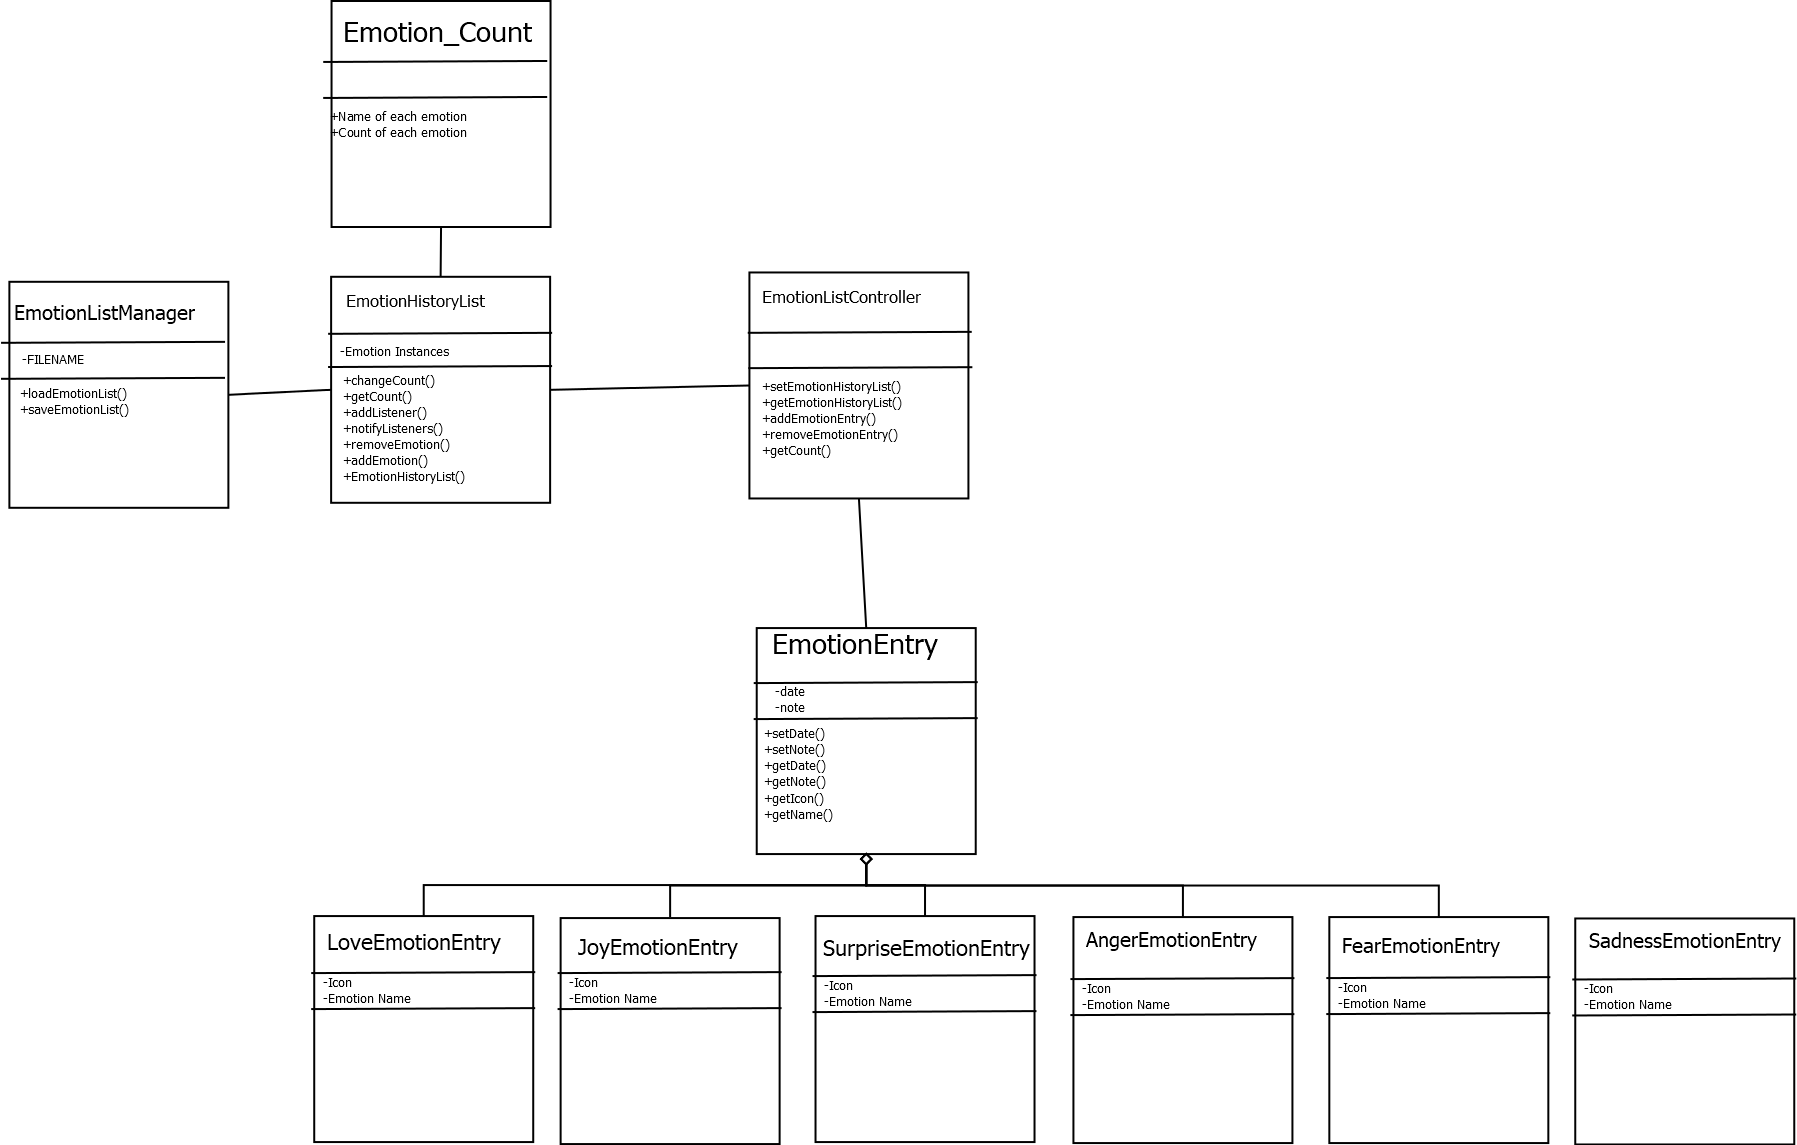 Emotion_Count
+Name of each emotion
+Count of each emotion
EmotionListManager
-FILENAME
+loadEmotionList()
+saveEmotionList()
EmotionHistoryList
-Emotion Instances
+changeCount()
+getCount()
+addListener()
+notifyListeners()
+removeEmotion()
+addEmotion()
+EmotionHistoryList()
EmotionListController
+setEmotionHistoryList()
+getEmotionHistoryList()
+addEmotionEntry()
+removeEmotionEntry()
+getCount()
EmotionEntry
-date
-note
+setDate()
+setNote()
+getDate()
+getNote()
+getIcon()
+getName()
LoveEmotionEntry
-Icon
-Emotion Name
JoyEmotionEntry
-Icon
-Emotion Name
SurpriseEmotionEntry
-Icon
-Emotion Name
AngerEmotionEntry
-Icon
-Emotion Name
FearEmotionEntry
-Icon
-Emotion Name
SadnessEmotionEntry
-Icon
-Emotion Name